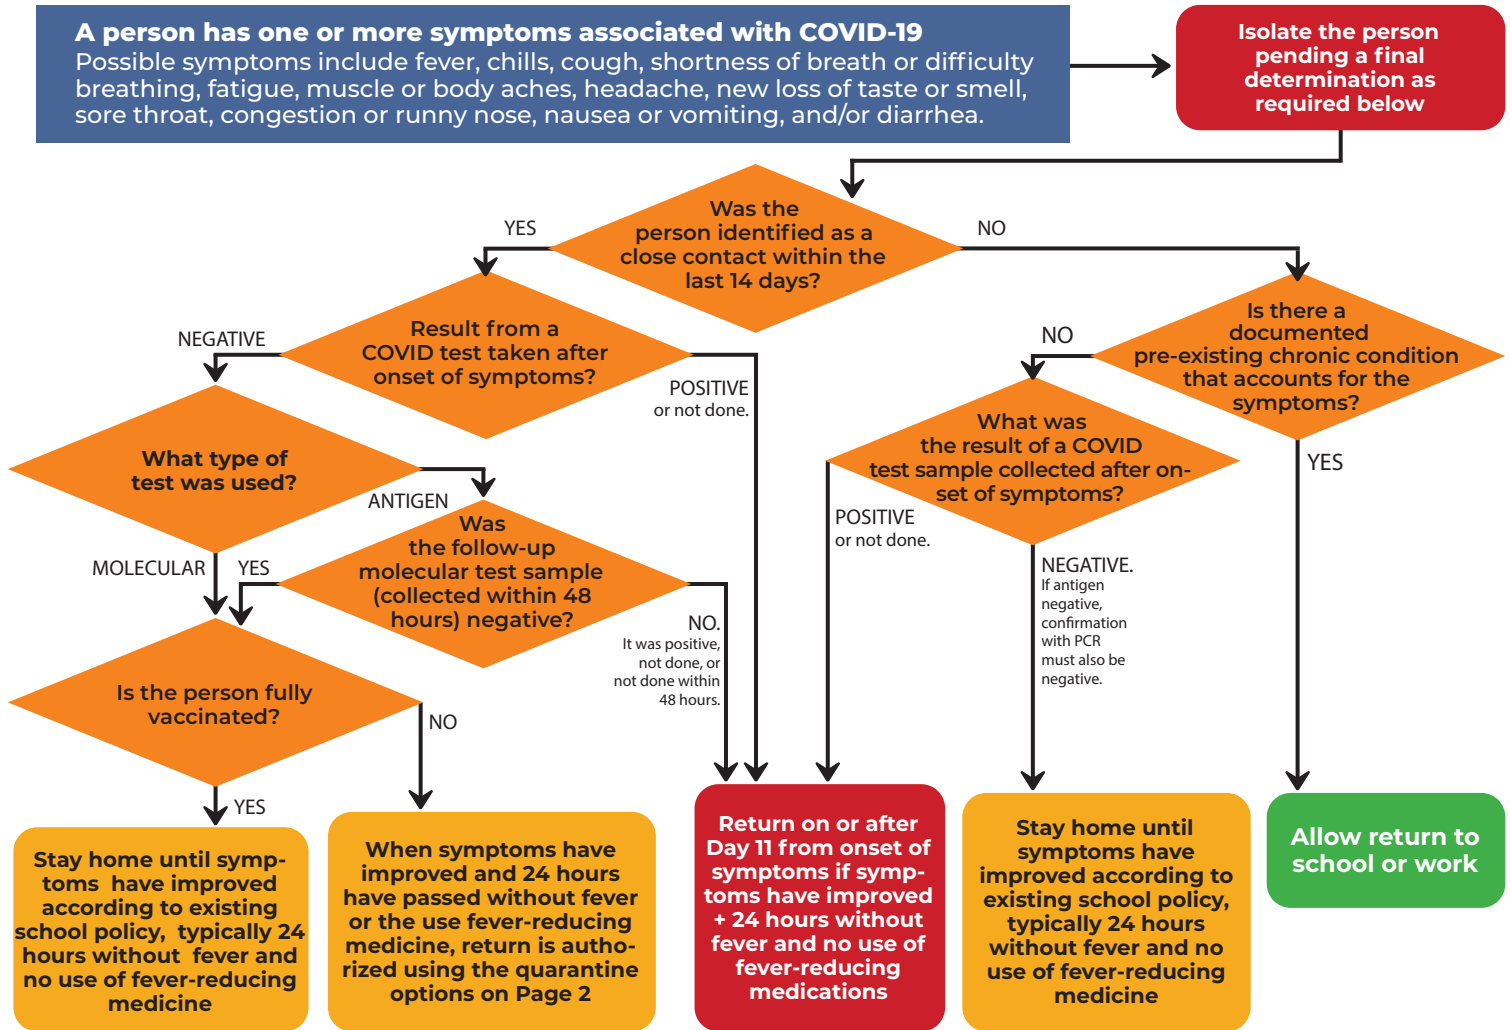 A person has one or more symptoms associated with COVID-19
Possible symptoms include fever, chills, cough, shortness of breath or difficulty
breathing, fatigue, muscle or body aches, headache, new loss of taste or smell,
sore throat, congestion or runny nose, nausea or vomiting, and/or diarrhea.
Isolate the person
pending a final
determination as
required below
Was the
person identified as a
close contact within the
last 14 days?
YES
NO
Result from a
COVID test taken after
onset of symptoms?
NEGATIVE
POSITIVE
or not done.
Is there a
documented
pre-existing chronic condition
that accounts for the
symptoms?
NO
YES
What was
the result of a COVID
test sample collected after on-
set of symptoms?
POSITIVE
or not done.
NEGATIVE.
If antigen
negative,
confirmation
with PCR
must also be
negative.
What type of
test was used?
ANTIGEN
MOLECULAR
Was
the follow-up
molecular test sample
(collected within 48
hours) negative?
YES
NO.
It was positive,
not done, or
not done within
48 hours.
Is the person fully
vaccinated?
NO
YES
Stay home until symp-
toms have improved
according to existing
school policy, typically 24
hours without fever and
no use of fever-reducing
medicine
When symptoms have
improved and 24 hours
have passed without fever
or the use fever-reducing
medicine, return is autho-
rized using the quarantine
options on Page 2
Return on or after
Day 11 from onset of
symptoms if symp-
toms have improved
+ 24 hours without
fever and no use of
fever-reducing
medications
Stay home until
symptoms have
improved according to
existing school policy,
typically 24 hours
without fever and no
use of fever-reducing
medicine
Allow return to
school or work